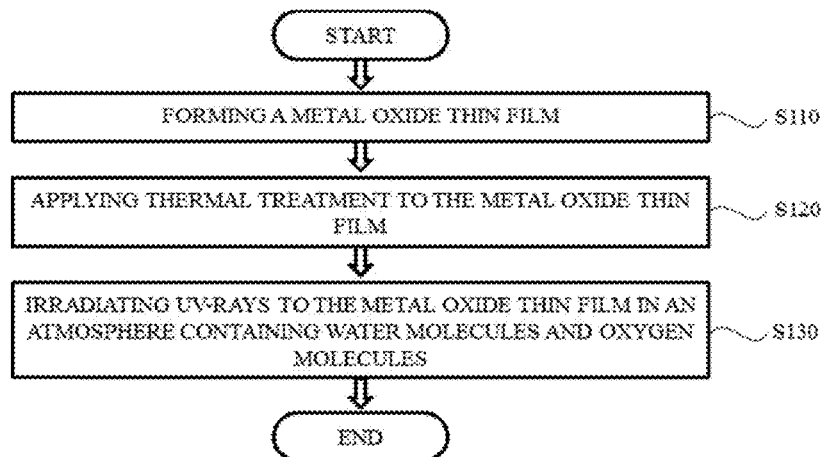 START
FORMING A METAL OXIDE THIN FILM
S110
APPLYING THERMAL TREATMENT TO THE METAL OXIDE THIN
FILM
S120
IRRADIATING UV-RAYS TO THE METAL OXIDE THIN FILM IN AN
ATMOSPHERE CONTAINING WATER MOLECULES AND OXYGEN
MOLECULES
S130
END